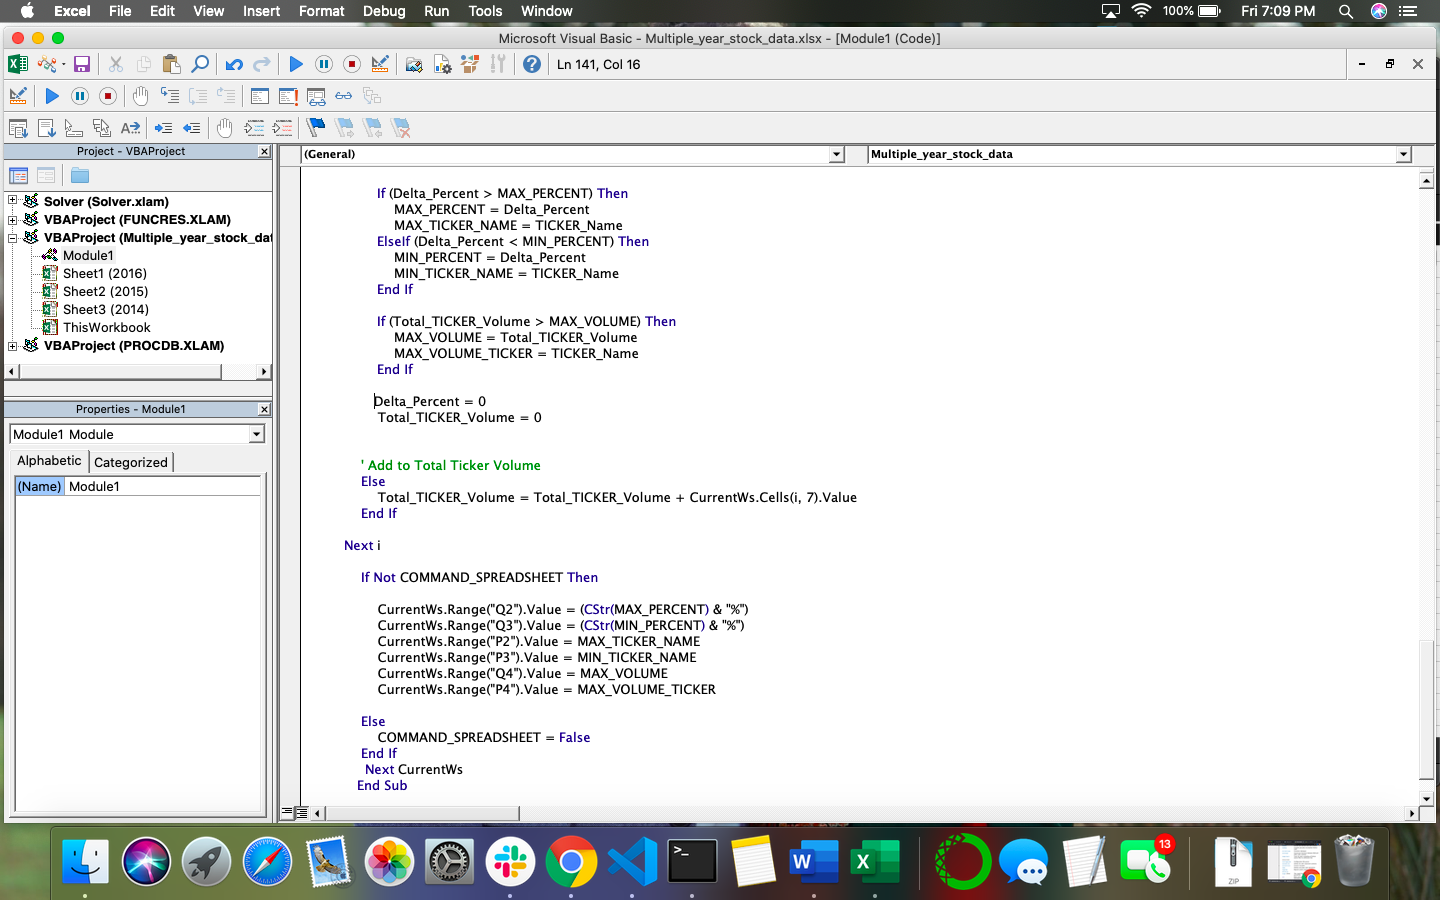 Excel File Edit View Insert Format Debug Run Tools Window 100% Fri 7:09 PM
Microsoft Visual Basic - Multiple_year_stock_data.xlsx - [Module1 (Code)]
Ln 141, Col 16
Project - VBAProject
(General) Multiple_year_stock_data
Solver (Solver.xlam)
VBAProject (FUNCRES.XLAM)
VBAProject (Multiple_year_stock_dat
Module1
Sheet1 (2016)
Sheet2 (2015)
Sheet3 (2014)
ThisWorkbook
VBAProject (PROCDB.XLAM)
Properties - Module1
Module1 Module
Alphabetic Categorized
(Name) Module1
If (Delta_Percent > MAX_PERCENT) Then
MAX_PERCENT = Delta_Percent
MAX_TICKER_NAME = TICKER_Name
ElseIf (Delta_Percent < MIN_PERCENT) Then
MIN_PERCENT = Delta_Percent
MIN_TICKER_NAME = TICKER_Name
End If
If (Total_TICKER_Volume > MAX_VOLUME) Then
MAX_VOLUME = Total_TICKER_Volume
MAX_VOLUME_TICKER = TICKER_Name
End If
Delta_Percent = 0
Total_TICKER_Volume = 0
' Add to Total Ticker Volume
Else
Total_TICKER_Volume = Total_TICKER_Volume + CurrentWs.Cells(i, 7).Value
End If
Next i
If Not COMMAND_SPREADSHEET Then
CurrentWs.Range("Q2").Value = (CStr(MAX_PERCENT) & "%")
CurrentWs.Range("Q3").Value = (CStr(MIN_PERCENT) & "%")
CurrentWs.Range("P2").Value = MAX_TICKER_NAME
CurrentWs.Range("P3").Value = MIN_TICKER_NAME
CurrentWs.Range("Q4").Value = MAX_VOLUME
CurrentWs.Range("P4").Value = MAX_VOLUME_TICKER
Else
COMMAND_SPREADSHEET = False
End If
Next CurrentWs
End Sub
13
ZIP